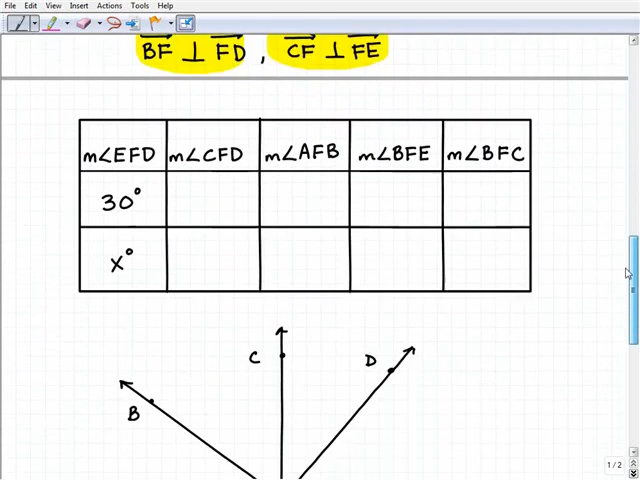 File Edit View Insert Actions Tools Help
BF ⊥ FD , CF ⊥ FE
m∠EFD m∠CFD m∠AFB m∠BFE m∠BFC
30°
x°
C
D
B
1 / 2